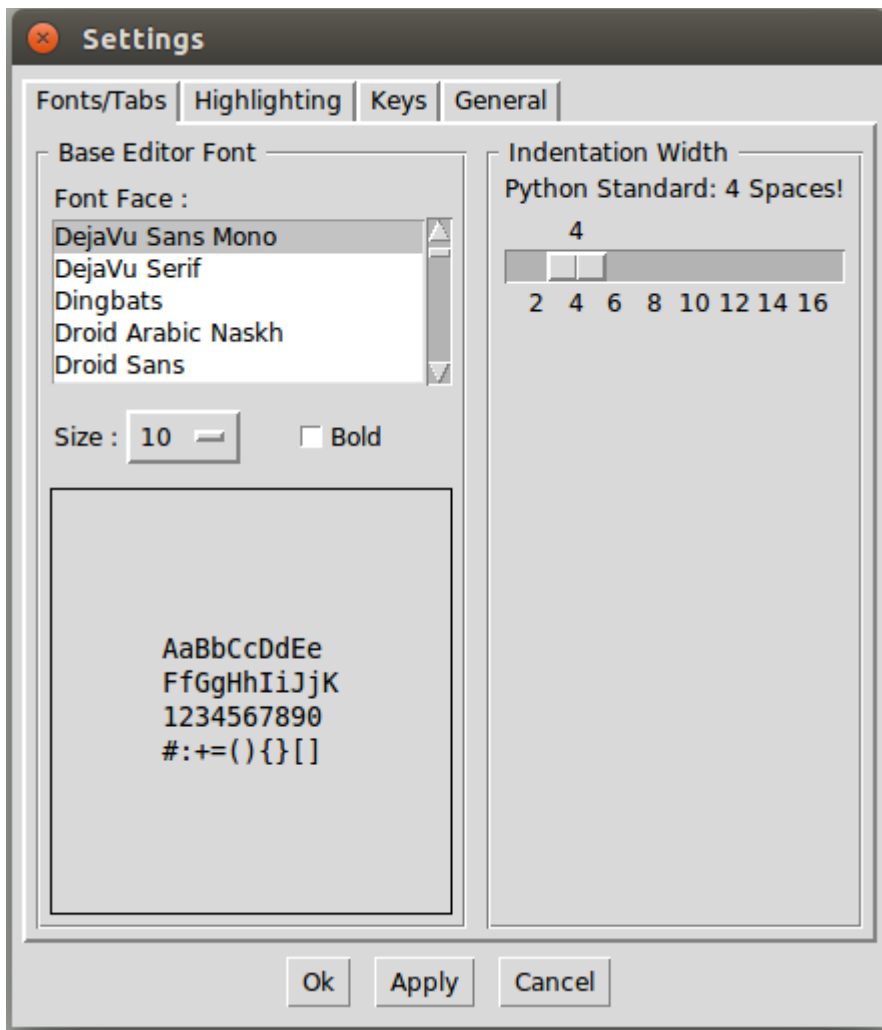 Settings
Fonts/Tabs Highlighting Keys General
Base Editor Font
Font Face :
DejaVu Sans Mono
DejaVu Serif
Dingbats
Droid Arabic Naskh
Droid Sans
Size : 10 Bold
AaBbCcDdEe
FfGgHhIiJjK
1234567890
#:+=(){}[]
Indentation Width
Python Standard: 4 Spaces!
4
2 4 6 8 10 12 14 16
Ok Apply Cancel